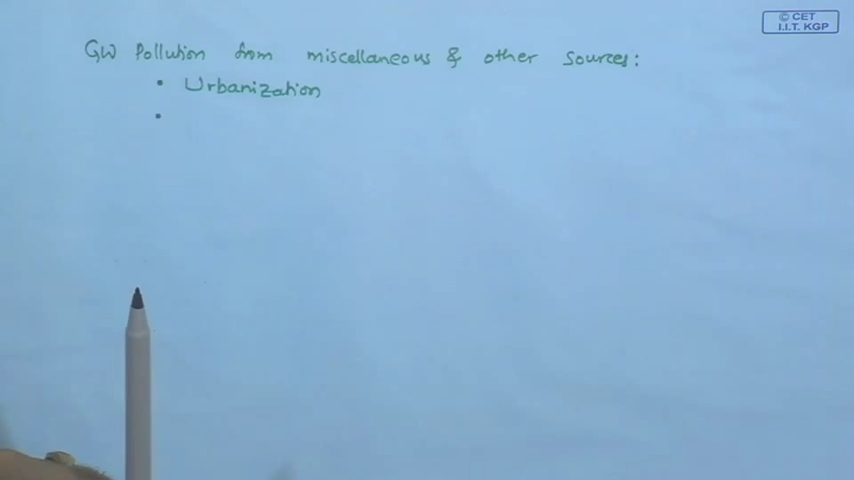 © CET
I.I.T. KGP
GW Pollution from miscellaneous & other sources:
• Urbanization
•